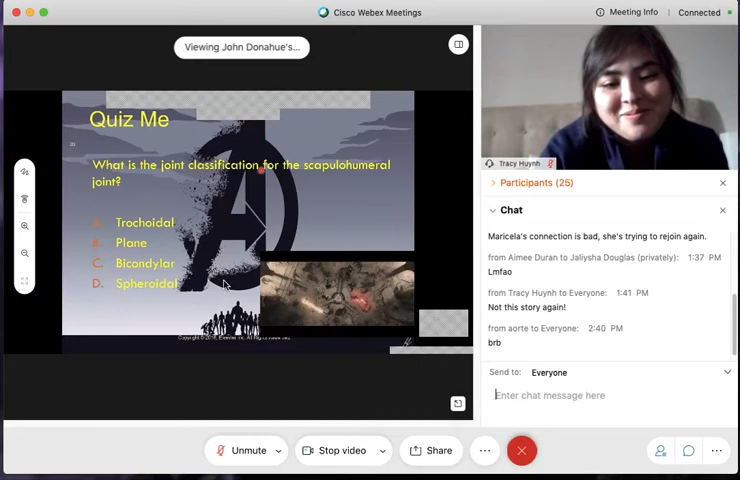 Cisco Webex Meetings
Meeting Info
Connected
Viewing John Donahue's...
Quiz Me
20
What is the joint classification for the scapulohumeral
joint?
A. Trochoidal
B. Plane
C. Bicondylar
D. Spheroidal
Tracy Huynh
Participants (25)
Chat
Maricela's connection is bad, she's trying to rejoin again.
from Aimee Duran to Jaliysha Douglas (privately): 1:37 PM
Lmfao
from Tracy Huynh to Everyone: 1:41 PM
Not this story again!
from aorte to Everyone: 2:40 PM
brb
Send to: Everyone
Enter chat message here
Unmute
Stop video
Share